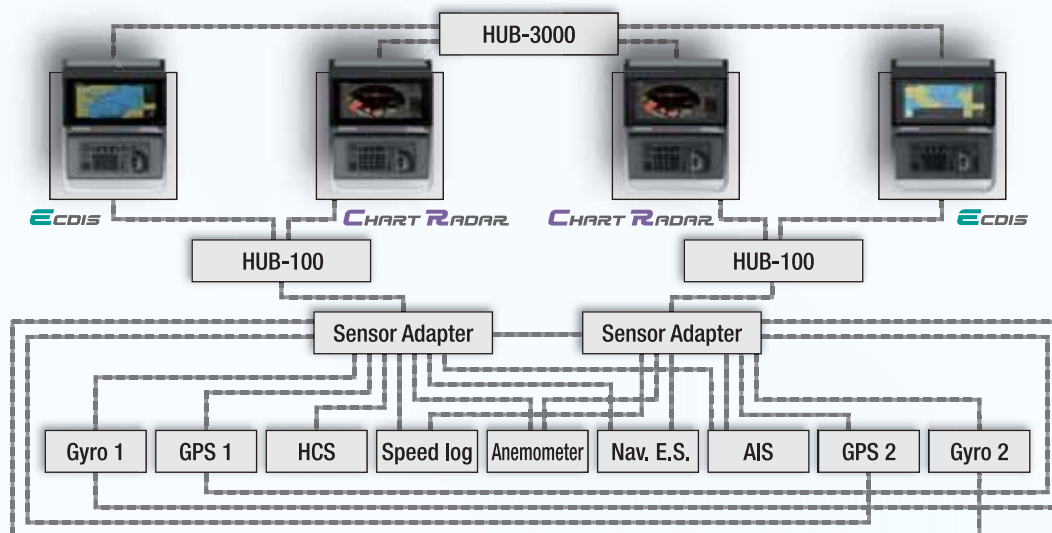 HUB-3000
ECDIS
CHART RADAR
CHART RADAR
ECDIS
HUB-100
HUB-100
Sensor Adapter
Sensor Adapter
Gyro 1
GPS 1
HCS
Speed log
Anemometer
Nav. E.S.
AIS
GPS 2
Gyro 2